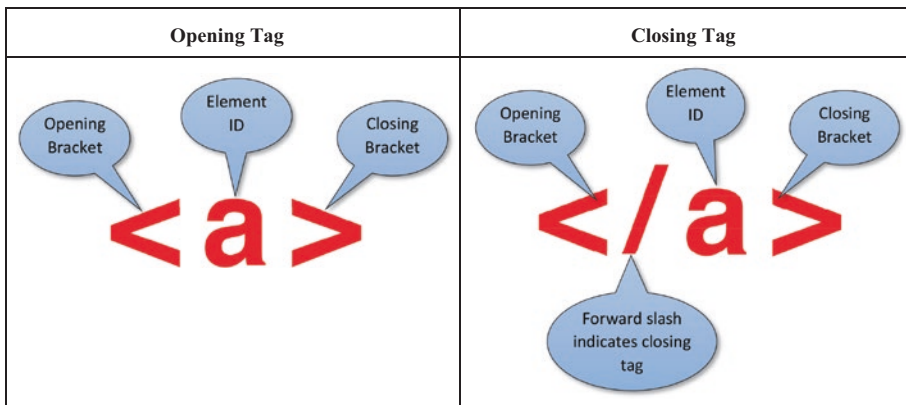 Opening Tag
Closing Tag
Opening
Bracket
Element
ID
Closing
Bracket
<a>
Opening
Bracket
Element
ID
Closing
Bracket
</a>
Forward slash
indicates closing
tag